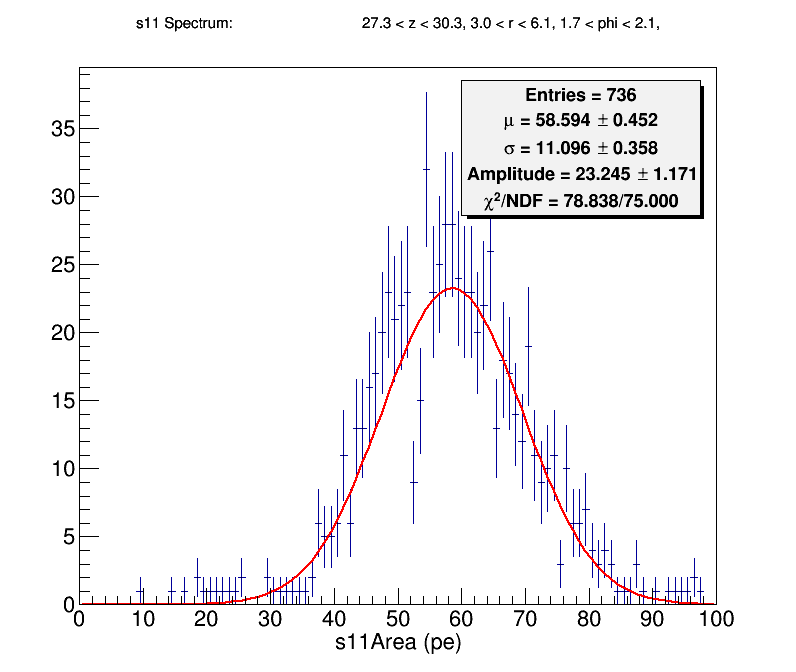 s11 Spectrum: 27.3 < z < 30.3, 3.0 < r < 6.1, 1.7 < phi < 2.1,
Entries = 736
μ = 58.594 ± 0.452
σ = 11.096 ± 0.358
Amplitude = 23.245 ± 1.171
χ²/NDF = 78.838/75.000
35
30
25
20
15
10
5
0
0 10 20 30 40 50 60 70 80 90 100
s11Area (pe)